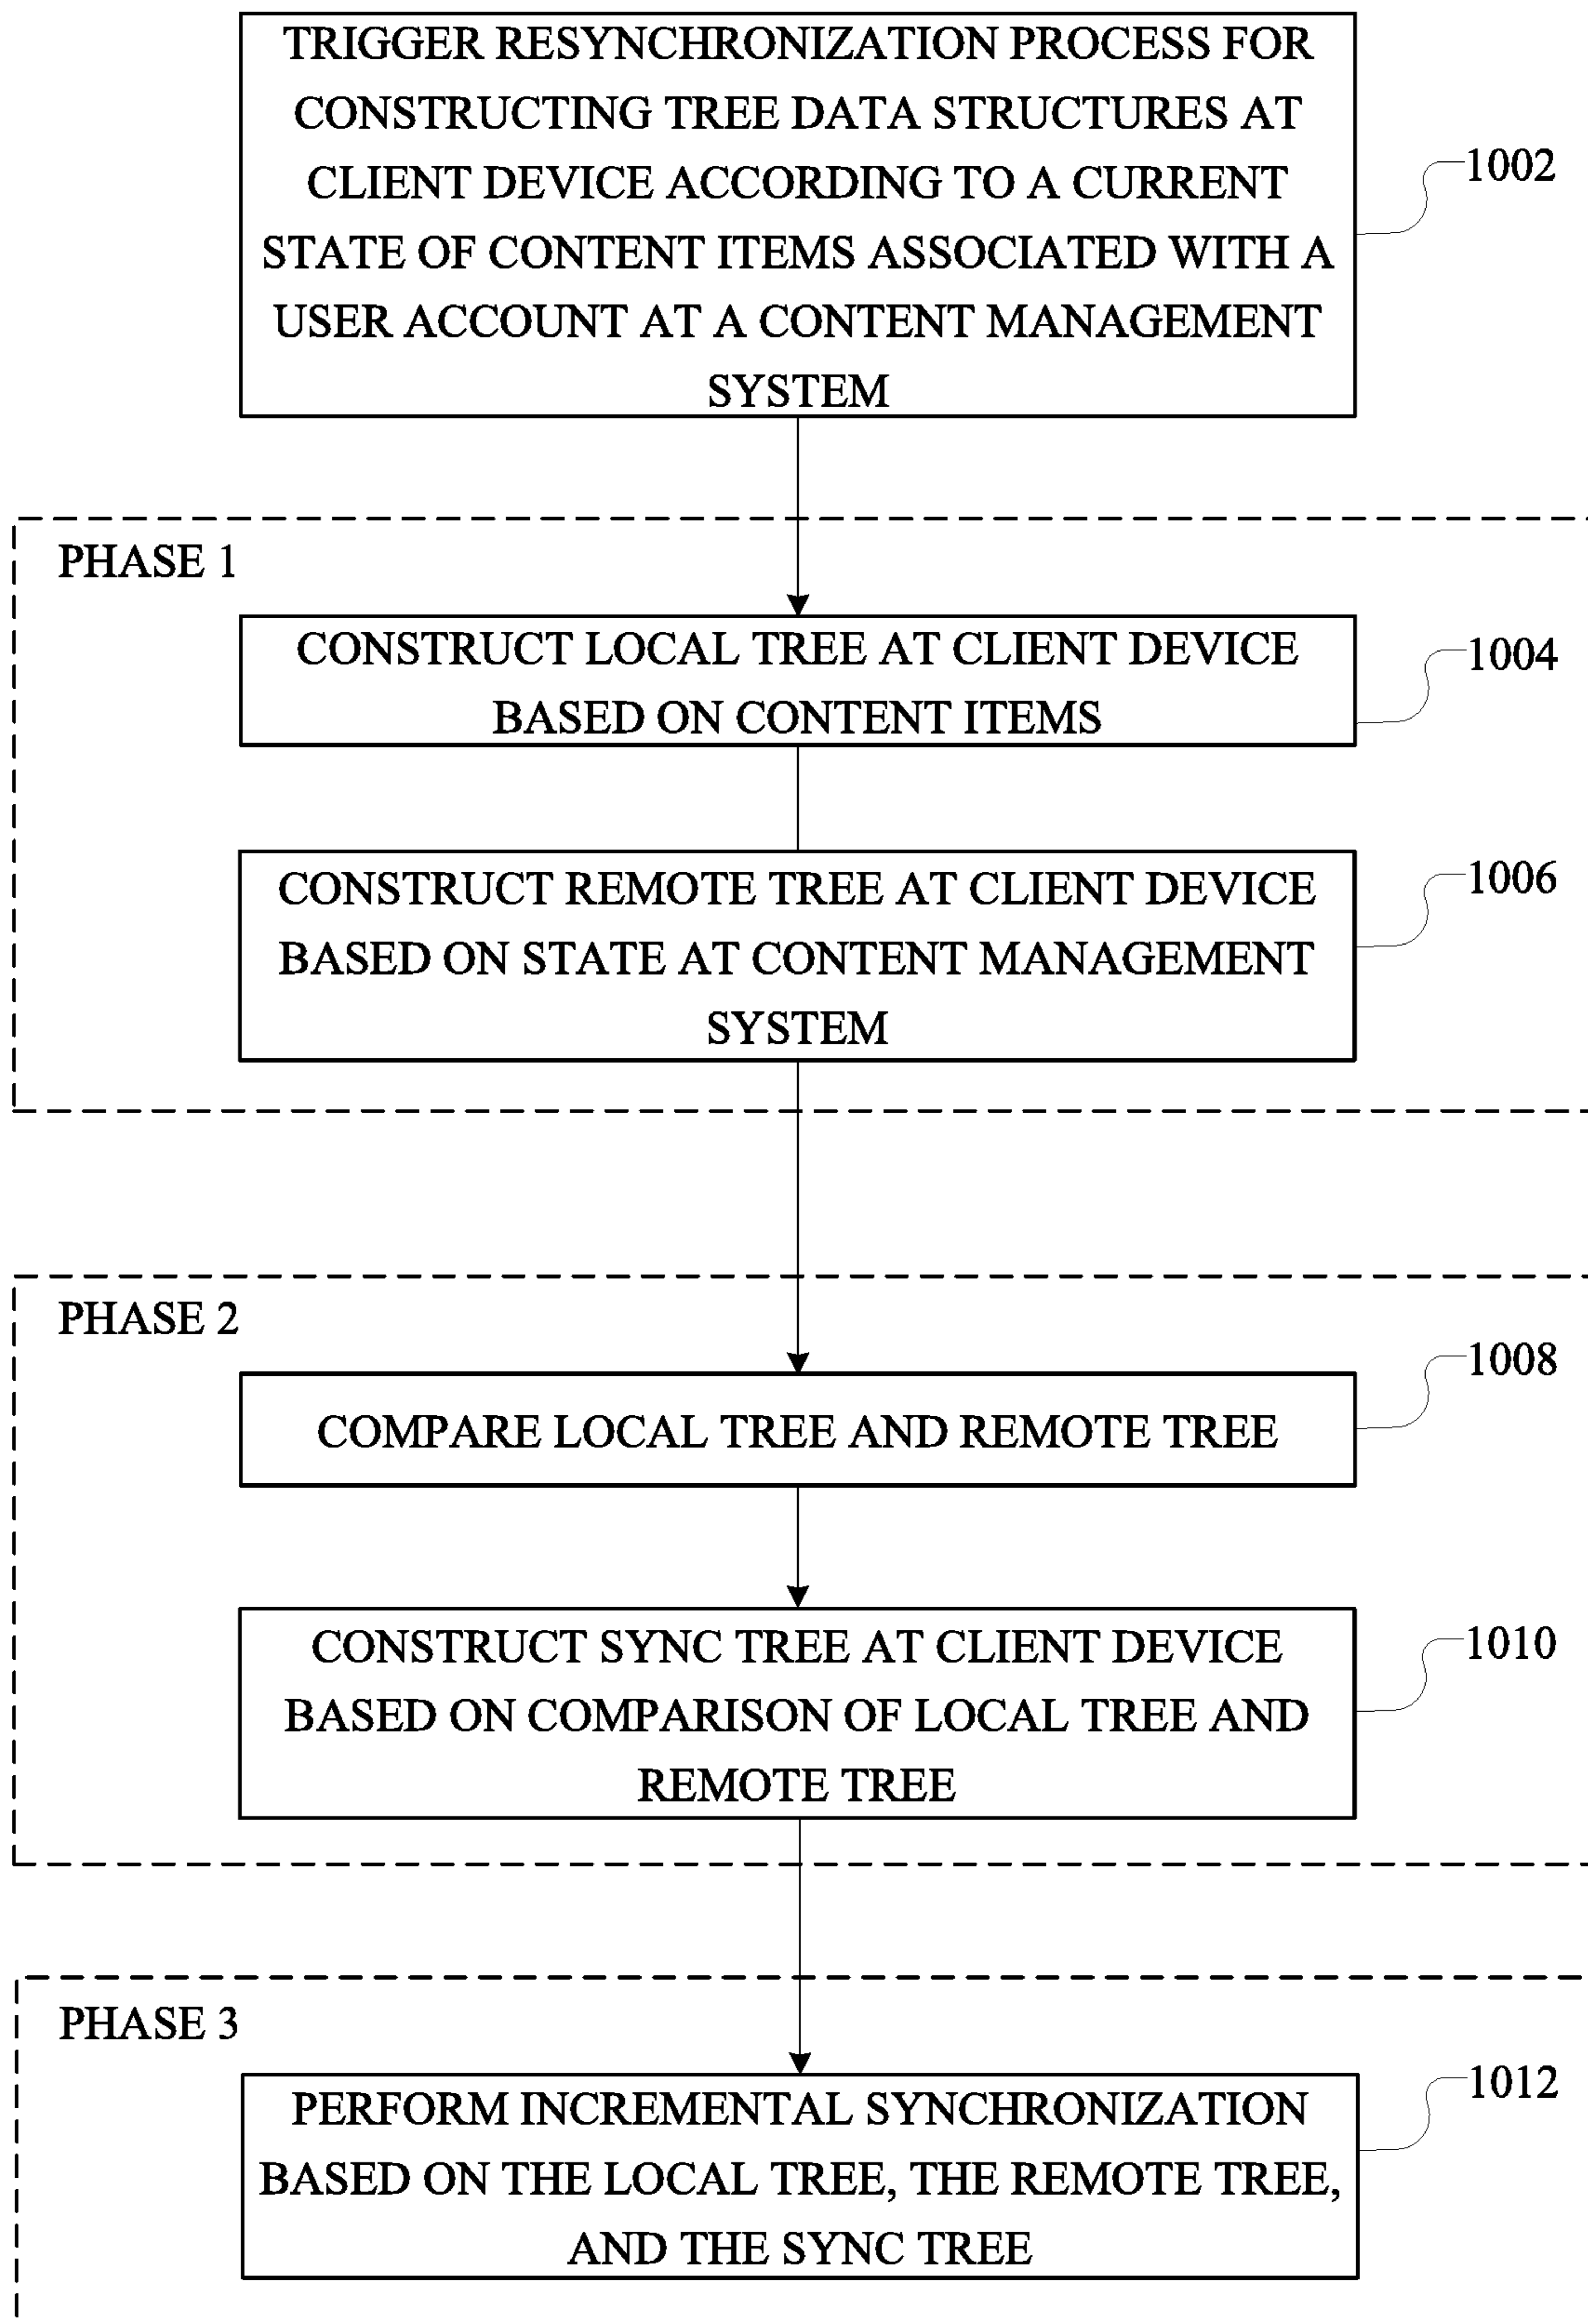 TRIGGER RESYNCHRONIZATION PROCESS FOR
CONSTRUCTING TREE DATA STRUCTURES AT
CLIENT DEVICE ACCORDING TO A CURRENT
STATE OF CONTENT ITEMS ASSOCIATED WITH A
USER ACCOUNT AT A CONTENT MANAGEMENT
SYSTEM
1002
PHASE 1
CONSTRUCT LOCAL TREE AT CLIENT DEVICE
BASED ON CONTENT ITEMS
1004
CONSTRUCT REMOTE TREE AT CLIENT DEVICE
BASED ON STATE AT CONTENT MANAGEMENT
SYSTEM
1006
PHASE 2
COMPARE LOCAL TREE AND REMOTE TREE
1008
CONSTRUCT SYNC TREE AT CLIENT DEVICE
BASED ON COMPARISON OF LOCAL TREE AND
REMOTE TREE
1010
PHASE 3
PERFORM INCREMENTAL SYNCHRONIZATION
BASED ON THE LOCAL TREE, THE REMOTE TREE,
AND THE SYNC TREE
1012